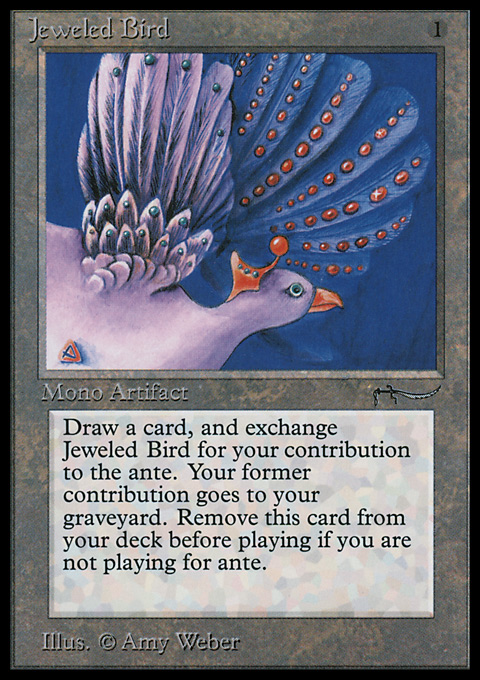 Jeweled Bird 1
Mono Artifact
Draw a card, and exchange
Jeweled Bird for your contribution
to the ante. Your former
contribution goes to your
graveyard. Remove this card from
your deck before playing if you are
not playing for ante.
Illus. © Amy Weber